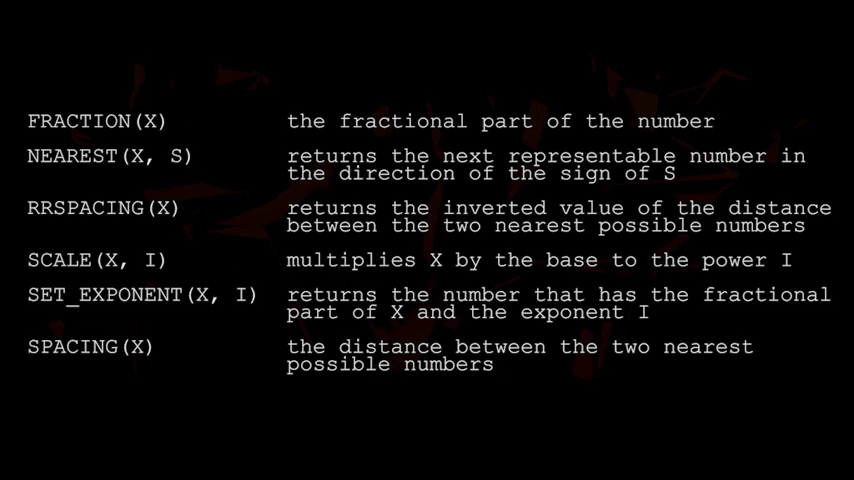 FRACTION(X) the fractional part of the number
NEAREST(X, S) returns the next representable number in
the direction of the sign of S
RRSPACING(X) returns the inverted value of the distance
between the two nearest possible numbers
SCALE(X, I) multiplies X by the base to the power I
SET_EXPONENT(X, I) returns the number that has the fractional
part of X and the exponent I
SPACING(X) the distance between the two nearest
possible numbers